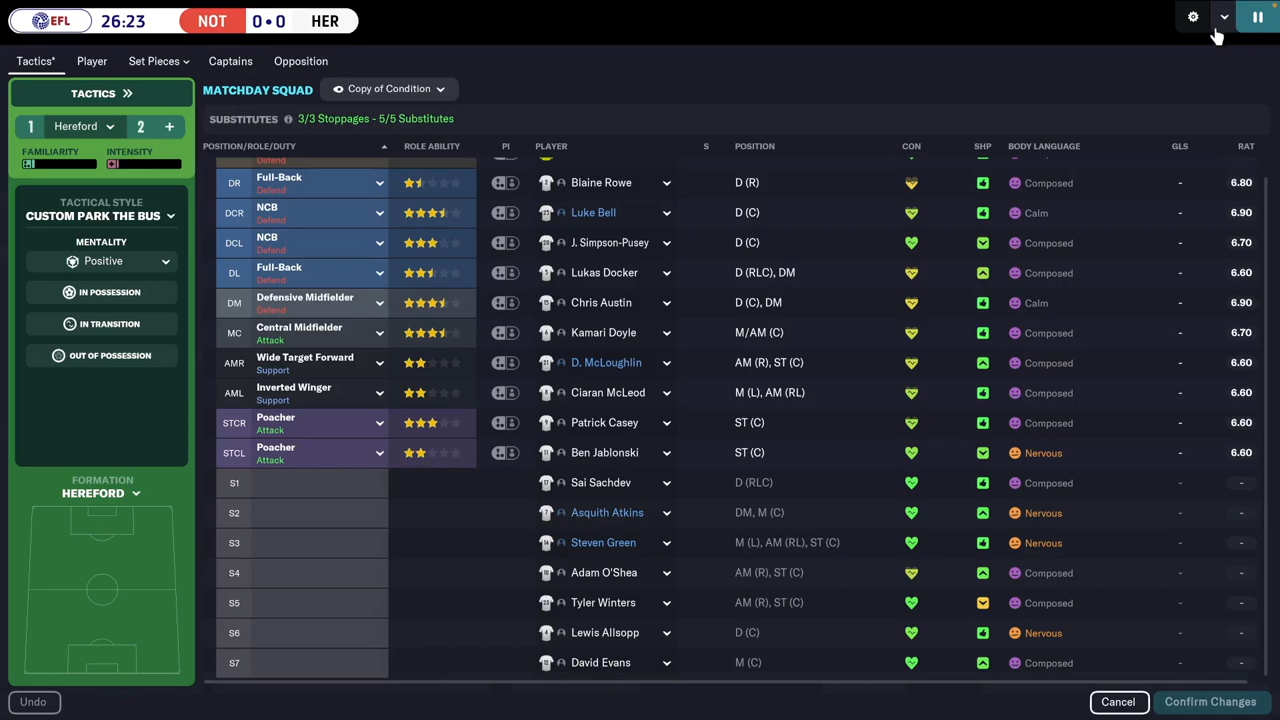 EFL 26:23 NOT 0 • 0 HER
Tactics* Player Set Pieces Captains Opposition
TACTICS
1 Hereford 2 +
FAMILIARITY INTENSITY
TACTICAL STYLE
CUSTOM PARK THE BUS
MENTALITY
Positive
IN POSSESSION
IN TRANSITION
OUT OF POSSESSION
FORMATION
HEREFORD
MATCHDAY SQUAD Copy of Condition
SUBSTITUTES 3/3 Stoppages - 5/5 Substitutes
POSITION/ROLE/DUTY ROLE ABILITY PI PLAYER S POSITION CON SHP BODY LANGUAGE GLS RAT
Defend
DR Full-Back Defend Blaine Rowe D (R) Composed - 6.80
DCR NCB Defend Luke Bell D (C) Calm - 6.90
DCL NCB Defend J. Simpson-Pusey D (C) Composed - 6.70
DL Full-Back Defend Lukas Docker D (RLC), DM Composed - 6.60
DM Defensive Midfielder Defend Chris Austin D (C), DM Calm - 6.90
MC Central Midfielder Attack Kamari Doyle M/AM (C) Composed - 6.70
AMR Wide Target Forward Support D. McLoughlin AM (R), ST (C) Composed - 6.60
AML Inverted Winger Support Ciaran McLeod M (L), AM (RL) Composed - 6.60
STCR Poacher Attack Patrick Casey ST (C) Composed - 6.60
STCL Poacher Attack Ben Jablonski ST (C) Nervous - 6.60
S1 Sai Sachdev D (RLC) Composed - -
S2 Asquith Atkins DM, M (C) Nervous - -
S3 Steven Green M (L), AM (RL), ST (C) Nervous - -
S4 Adam O'Shea AM (R), ST (C) Composed - -
S5 Tyler Winters AM (R), ST (C) Composed - -
S6 Lewis Allsopp D (C) Nervous - -
S7 David Evans M (C) Composed - -
Undo Cancel Confirm Changes